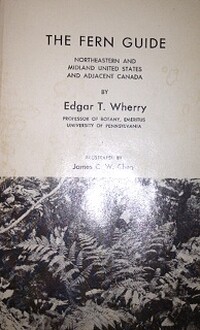 THE FERN GUIDE
NORTHEASTERN AND
MIDLAND UNITED STATES
AND ADJACENT CANADA
BY
Edgar T. Wherry
PROFESSOR OF BOTANY, EMERITUS
UNIVERSITY OF PENNSYLVANIA
ILLUSTRATED BY
James C. W.